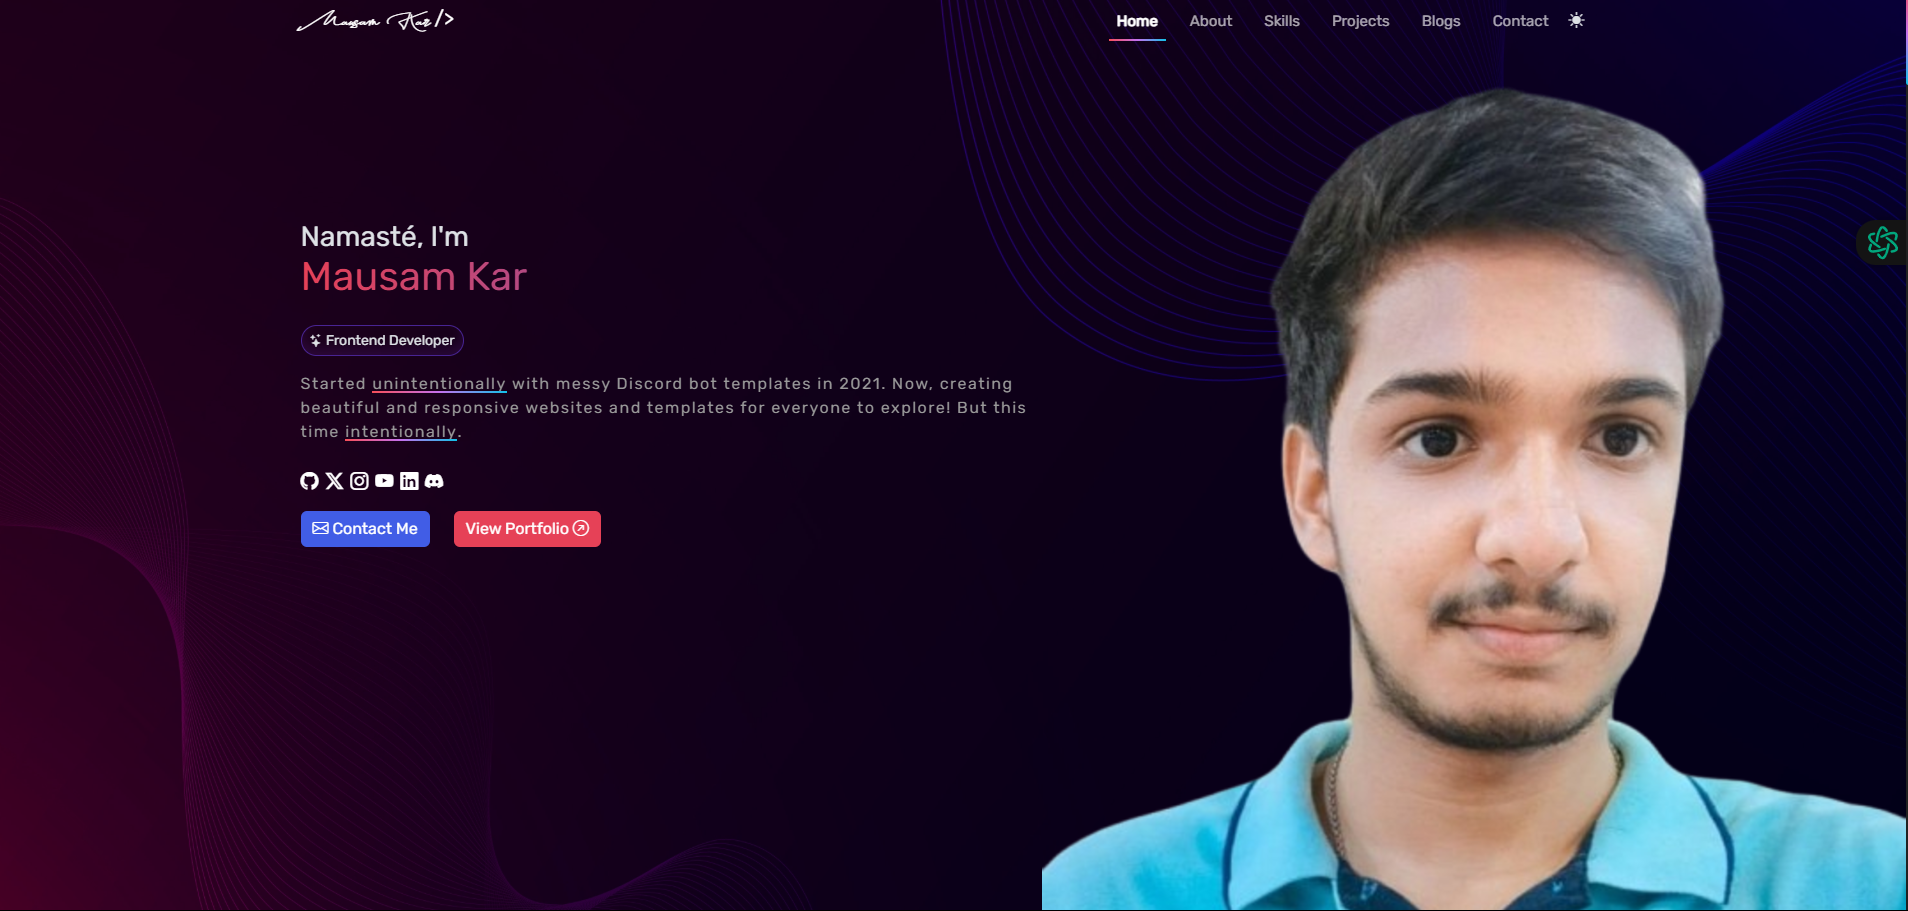 Mausam Kar/>
Home About Skills Projects Blogs Contact
Namasté, I'm
Mausam Kar
Frontend Developer
Started unintentionally with messy Discord bot templates in 2021. Now, creating
beautiful and responsive websites and templates for everyone to explore! But this
time intentionally.
Contact Me View Portfolio